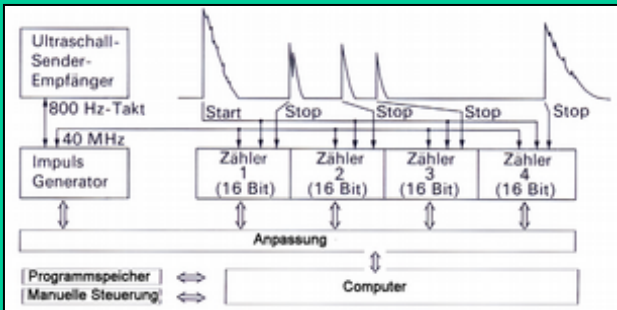 Ultraschall-
Sender-
Empfänger
800 Hz-Takt
Start
Stop
Stop
Stop
Stop
40 MHz
Impuls
Generator
Zähler
1
(16 Bit)
Zähler
2
(16 Bit)
Zähler
3
(16 Bit)
Zähler
4
(16 Bit)
Anpassung
Programmspeicher
Manuelle Steuerung
Computer